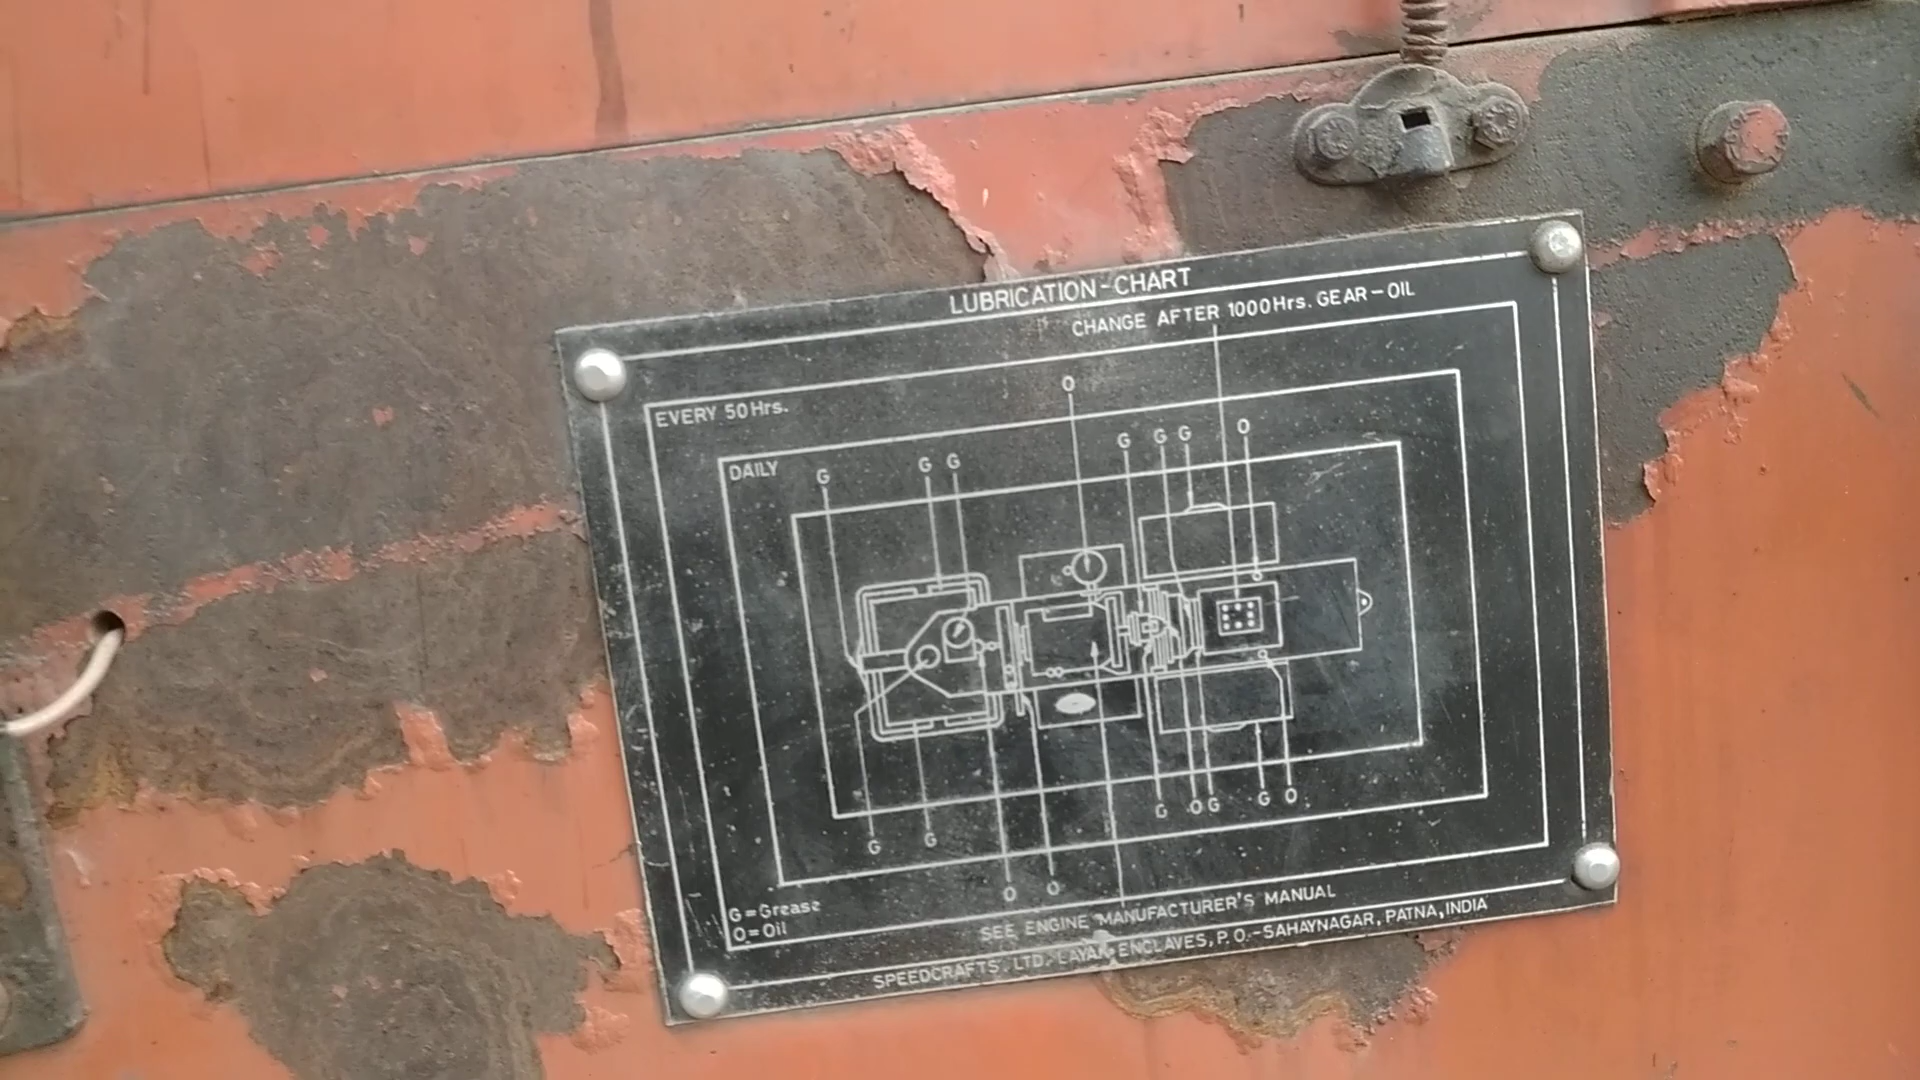 LUBRICATION-CHART
CHANGE AFTER 1000Hrs. GEAR-OIL
EVERY 50Hrs.
O
DAILY
G G G G G G O
G G G O G G O
O O
G=Grease
O=Oil
SEE ENGINE MANUFACTURER'S MANUAL
SPEEDCRAFTS. LTD. ENCLAVES, P.O.-SAHAYNAGAR, PATNA, INDIA